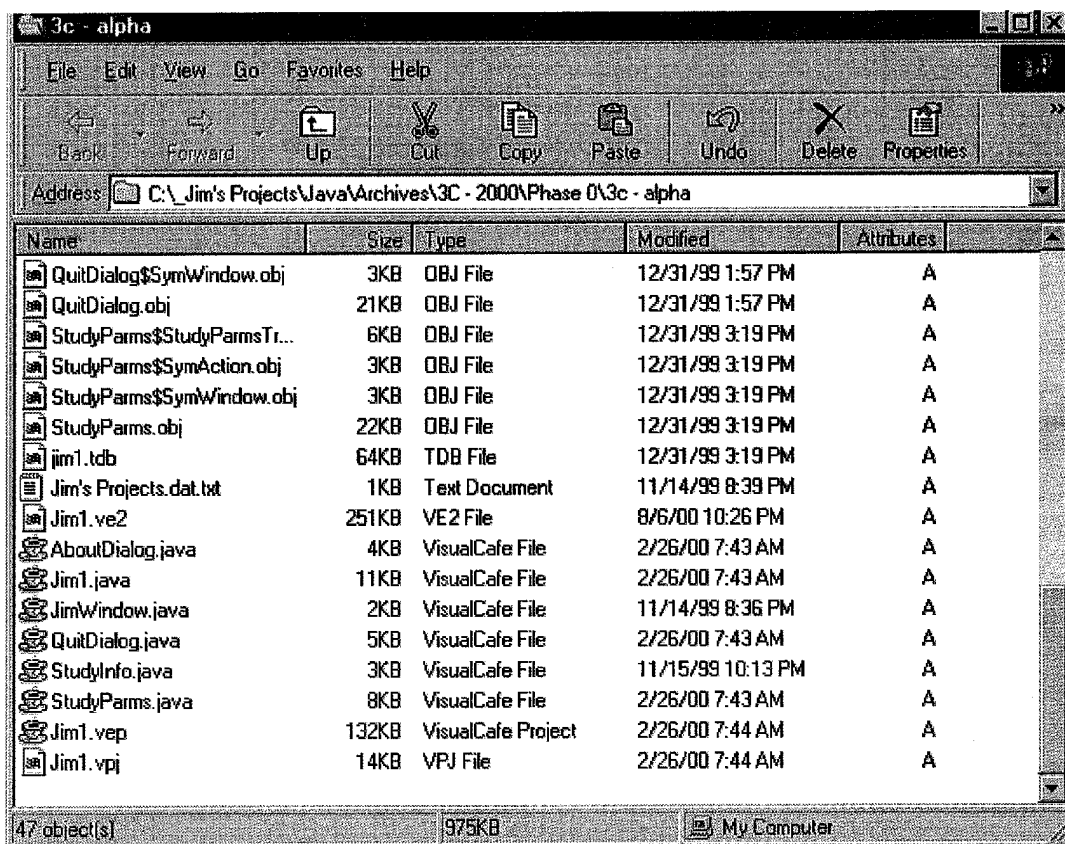 3c - alpha
File Edit View Go Favorites Help
Back Forward Up Cut Copy Paste Undo Delete Properties »
Address C:\_Jim's Projects\Java\Archives\3C - 2000\Phase 0\3c - alpha
Name Size Type Modified Attributes
QuitDialog$SymWindow.obj 3KB OBJ File 12/31/99 1:57 PM A
QuitDialog.obj 21KB OBJ File 12/31/99 1:57 PM A
StudyParms$StudyParmsTr... 6KB OBJ File 12/31/99 3:19 PM A
StudyParms$SymAction.obj 3KB OBJ File 12/31/99 3:19 PM A
StudyParms$SymWindow.obj 3KB OBJ File 12/31/99 3:19 PM A
StudyParms.obj 22KB OBJ File 12/31/99 3:19 PM A
jim1.tdb 64KB TDB File 12/31/99 3:19 PM A
Jim's Projects.dat.txt 1KB Text Document 11/14/99 8:39 PM A
Jim1.ve2 251KB VE2 File 8/6/00 10:26 PM A
AboutDialog.java 4KB VisualCafe File 2/26/00 7:43 AM A
Jim1.java 11KB VisualCafe File 2/26/00 7:43 AM A
JimWindow.java 2KB VisualCafe File 11/14/99 8:36 PM A
QuitDialog.java 5KB VisualCafe File 2/26/00 7:43 AM A
StudyInfo.java 3KB VisualCafe File 11/15/99 10:13 PM A
StudyParms.java 8KB VisualCafe File 2/26/00 7:43 AM A
Jim1.vep 132KB VisualCafe Project 2/26/00 7:44 AM A
Jim1.vpj 14KB VPJ File 2/26/00 7:44 AM A
47 object(s) 975KB My Computer